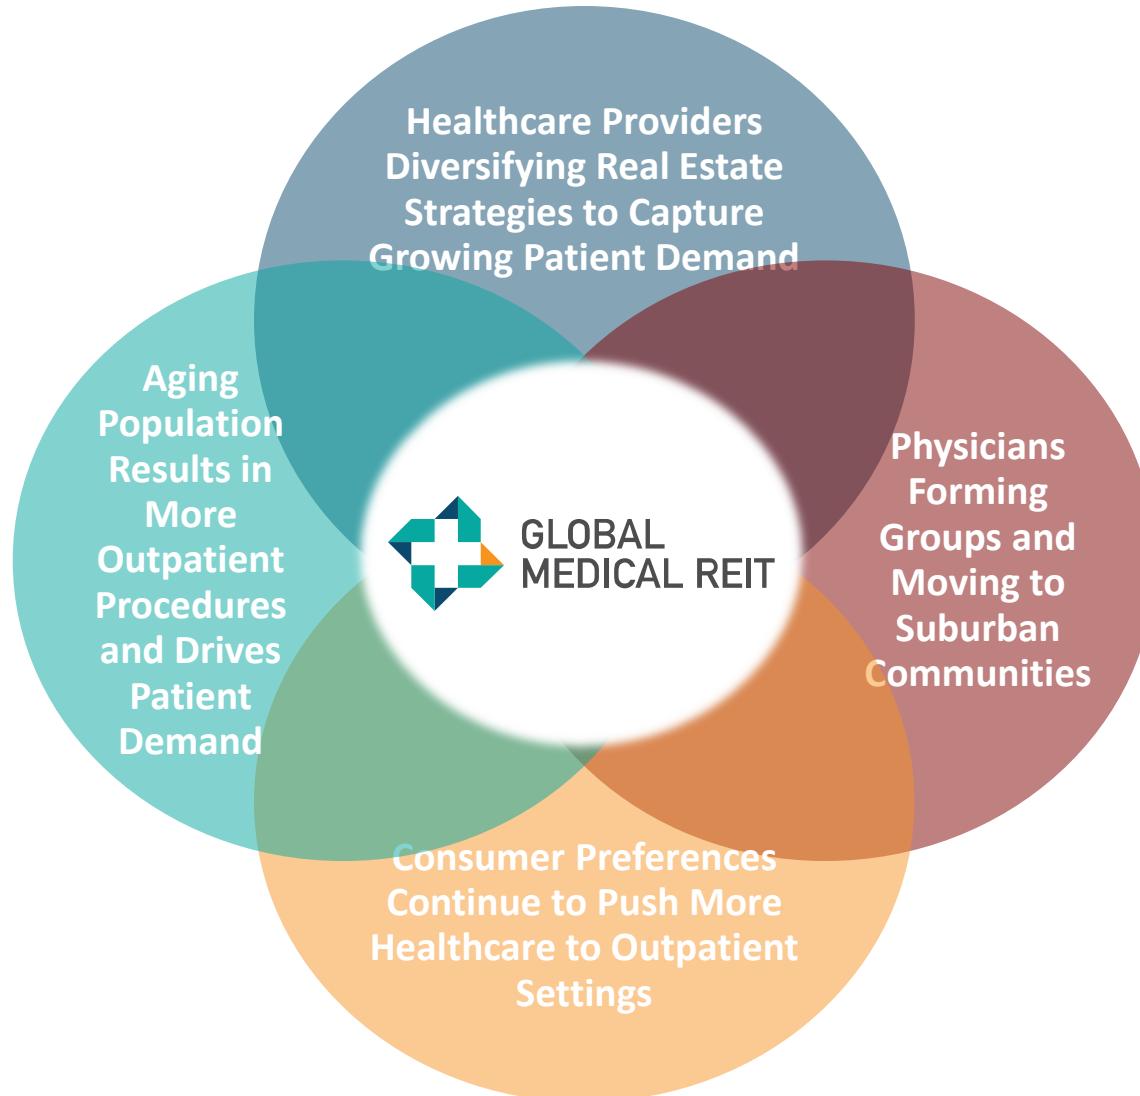 Healthcare Providers
Diversifying Real Estate
Strategies to Capture
Growing Patient Demand
Aging
Population
Results in
More
Outpatient
Procedures
and Drives
Patient
Demand
GLOBAL
MEDICAL REIT
Physicians
Forming
Groups and
Moving to
Suburban
Communities
Consumer Preferences
Continue to Push More
Healthcare to Outpatient
Settings